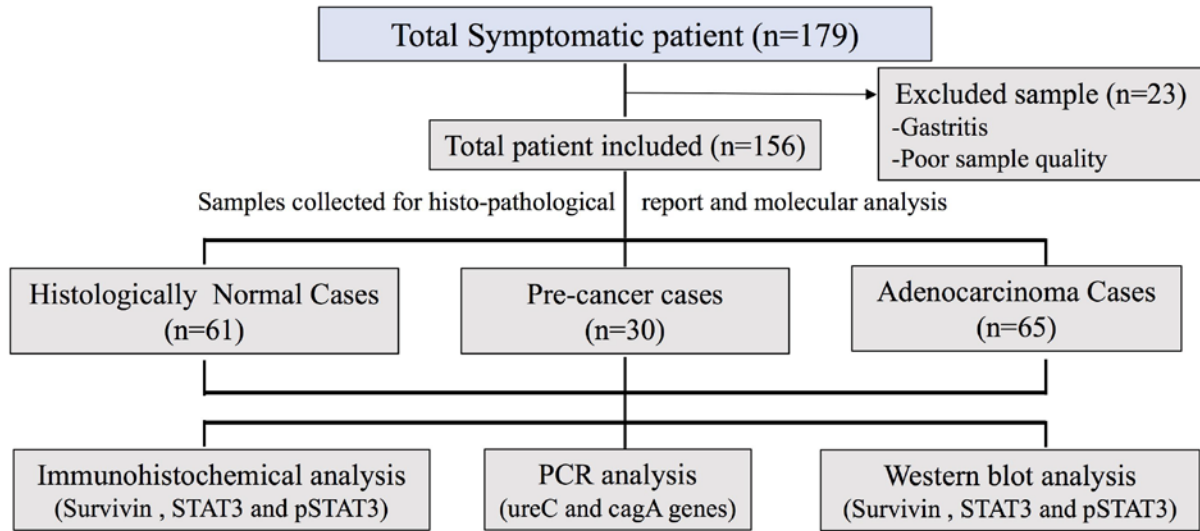 Total Symptomatic patient (n=179)
Excluded sample (n=23)
-Gastritis
-Poor sample quality
Total patient included (n=156)
Samples collected for histo-pathological report and molecular analysis
Histologically Normal Cases
(n=61)
Pre-cancer cases
(n=30)
Adenocarcinoma Cases
(n=65)
Immunohistochemical analysis
(Survivin , STAT3 and pSTAT3)
PCR analysis
(ureC and cagA genes)
Western blot analysis
(Survivin , STAT3 and pSTAT3)